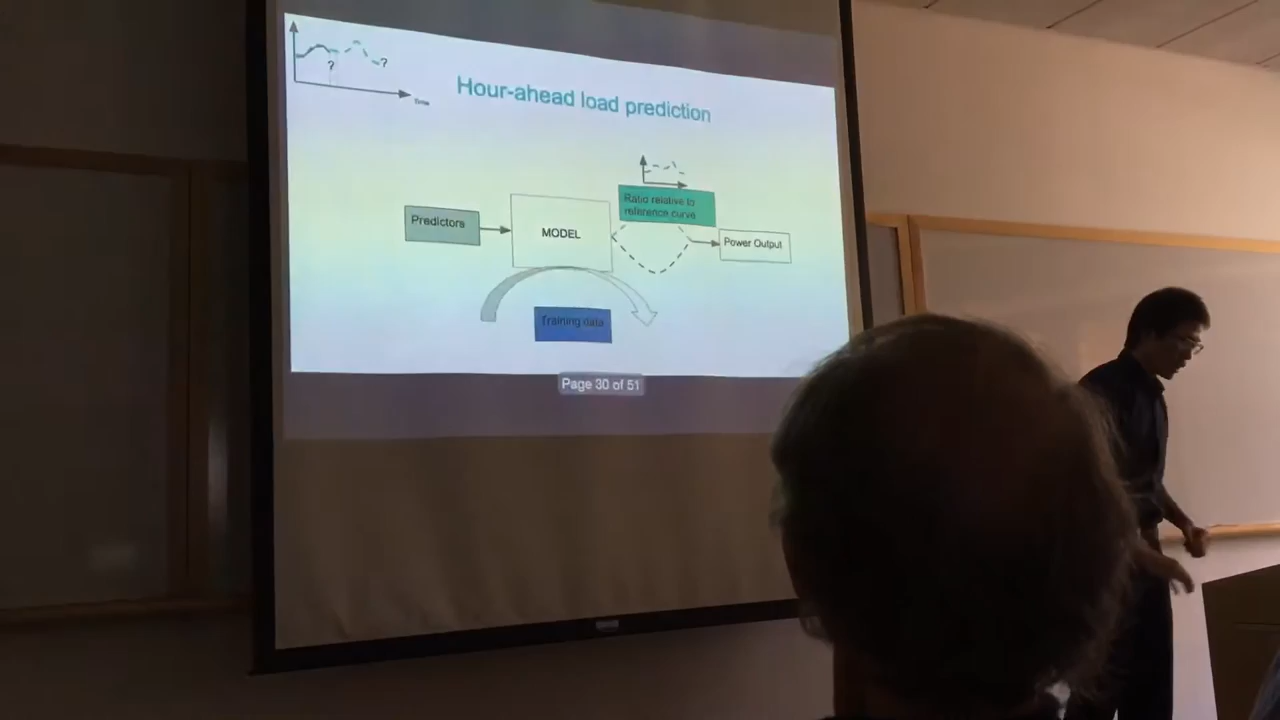 ?
?
Time
Hour-ahead load prediction
Predictors
MODEL
Ratio relative to
reference curve
Power Output
Training data
Page 30 of 51